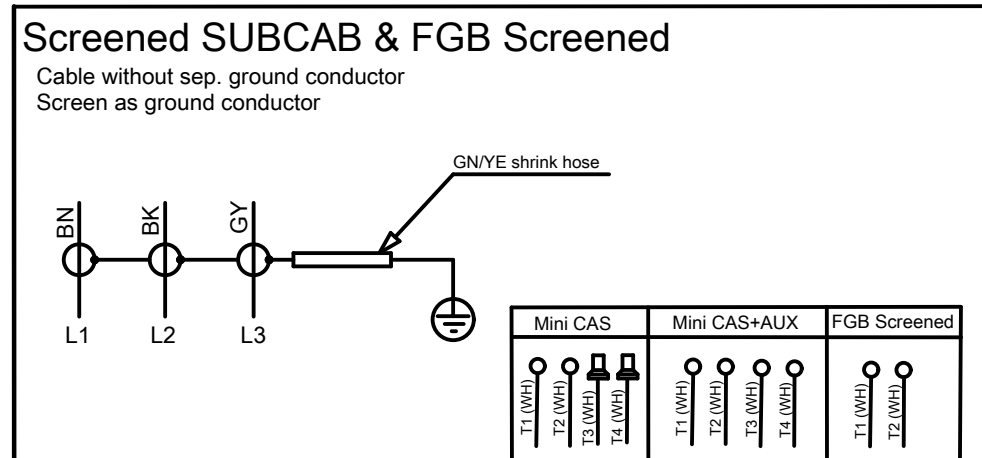 Screened SUBCAB & FGB Screened
Cable without sep. ground conductor
Screen as ground conductor
GN/YE shrink hose
BN
BK
GY
L1
L2
L3
Mini CAS
Mini CAS+AUX
FGB Screened
T1 (WH)
T2 (WH)
T3 (WH)
T4 (WH)
T1 (WH)
T2 (WH)
T3 (WH)
T4 (WH)
T1 (WH)
T2 (WH)